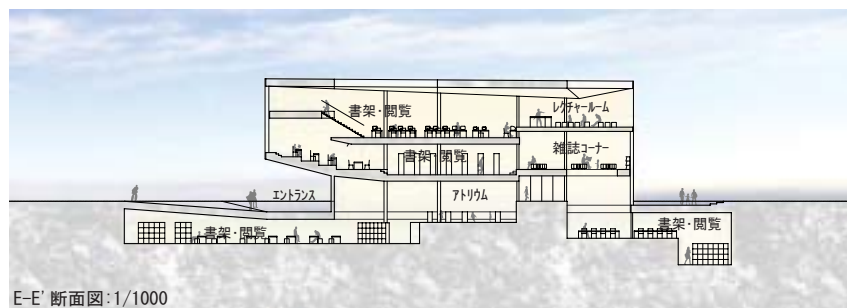 書架・閲覧
レクチャールーム
書架・閲覧
雑誌コーナー
エントランス
アトリウム
書架・閲覧
書架・閲覧
E-E' 断面図:1/1000